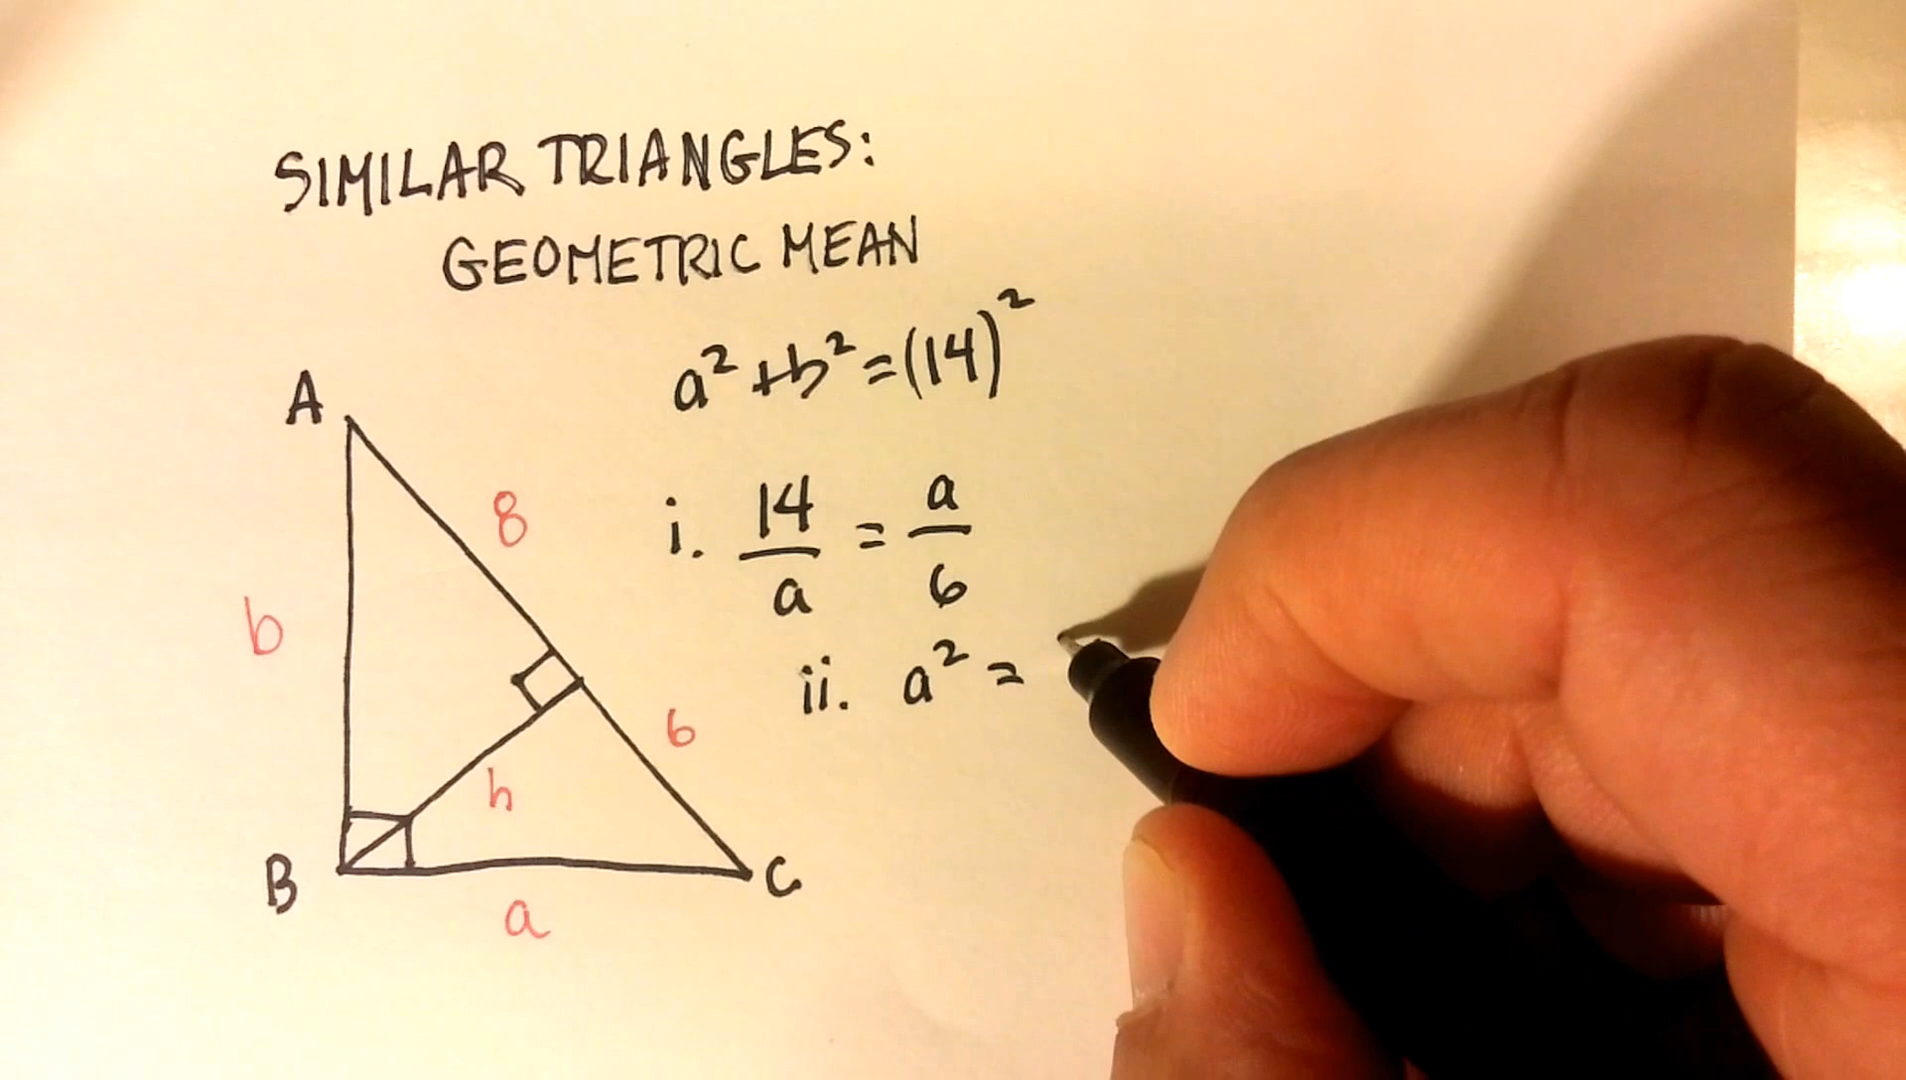 SIMILAR TRIANGLES:
GEOMETRIC MEAN
a² + b² = (14)²
A
8
i. 14/a = a/6
b
ii. a² =
6
h
B
C
a